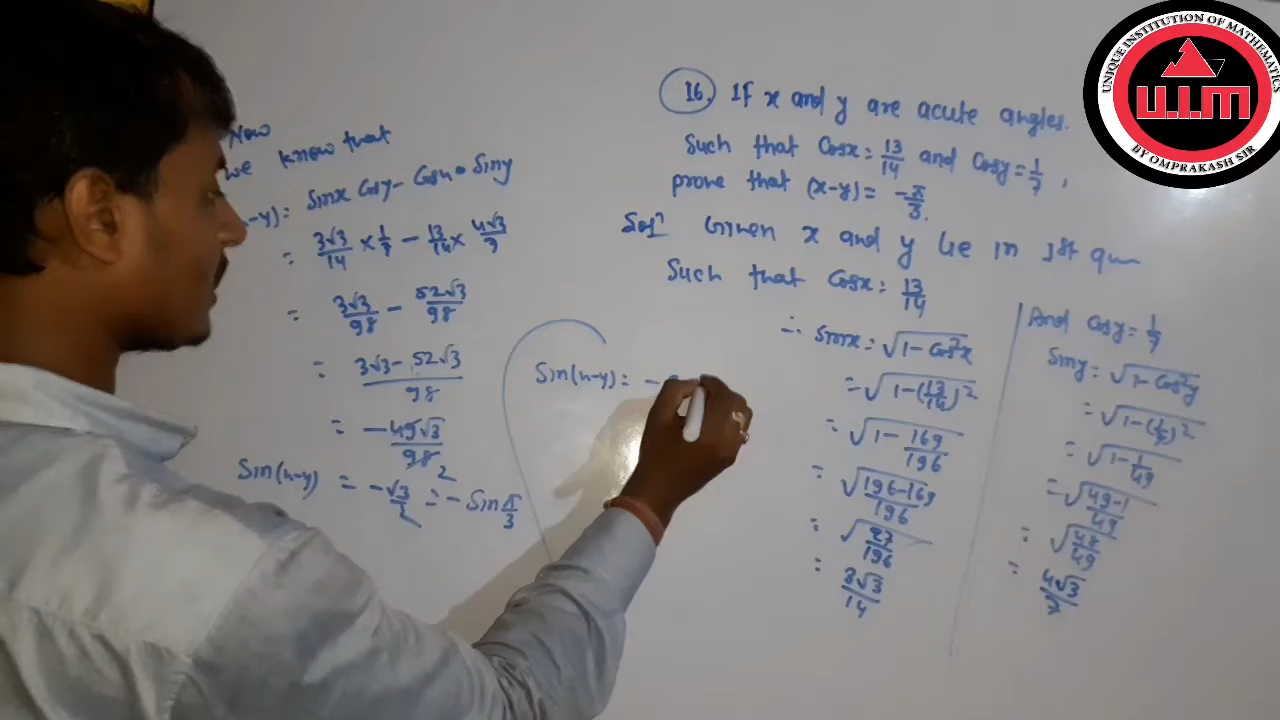 UNIQUE INSTITUTION OF MATHEMATICS
U.I.M
BY OMPRAKASH SIR
16. If x and y are acute angles.
Such that Cosx = 13/14 and Cosy = 1/7,
prove that (x-y) = -π/3.
Solⁿ Given x and y lie in 1st
Such that Cosx = 13/14
∴ Sinx = √(1 - Cos²x)
= √(1 - (13/14)²)
= √(1 - 169/196)
= √((196-169)/196)
= √(27/196)
= 3√3/14
And Cosy = 1/7
Siny = √(1 - Cos²y)
= √(1 - (1/7)²)
= √(1 - 1/49)
= √((49-1)/49)
= √(48/49)
= 4√3/7
Now
we know that
-y) = Sinx Cosy - Cosx Siny
= 3√3/14 × 1/7 - 13/14 × 4√3/7
= 3√3/98 - 52√3/98
= (3√3 - 52√3)/98
= -49√3/98 2
Sin(x-y) = -√3/2 = - Sin π/3
Sin(x-y) = -